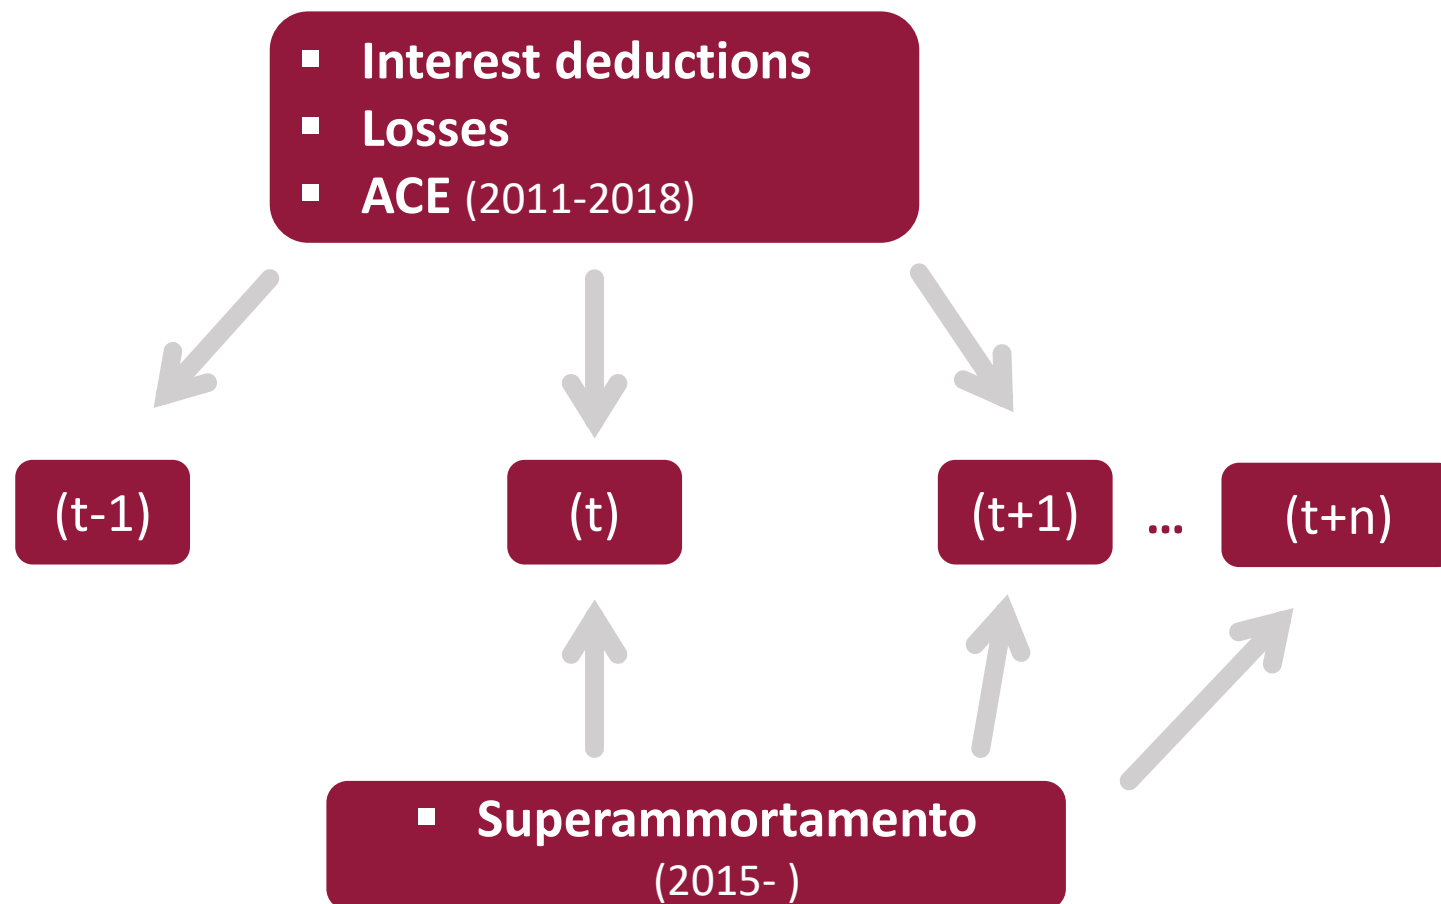 ▪ Interest deductions
▪ Losses
▪ ACE (2011-2018)
(t-1)
(t)
(t+1)
...
(t+n)
▪ Superammortamento
(2015- )